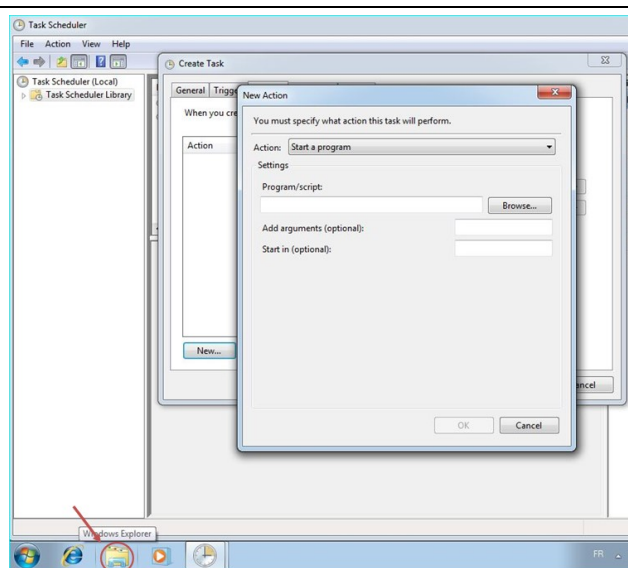 Task Scheduler
File Action View Help
Create Task
Task Scheduler (Local)
Task Scheduler Library
General
New Action
When you
You must specify what action this task will perform.
Action
Action: Start a program
Settings
Program/script:
Browse...
Add arguments (optional):
Start in (optional):
New...
OK Cancel
Windows Explorer
FR